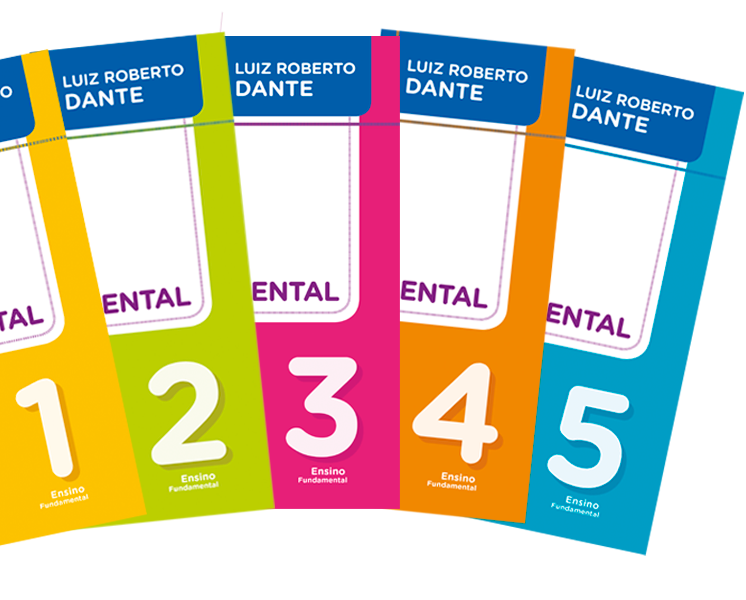 O
TAL
1
Ensino
Fundamental
LUIZ ROBERTO
DANTE
ENTAL
2
Ensino
Fundamental
LUIZ ROBERTO
DANTE
ENTAL
3
Ensino
Fundamental
LUIZ ROBERTO
DANTE
ENTAL
4
Ensino
Fundamental
LUIZ ROBERTO
DANTE
ENTAL
5
Ensino
Fundamental